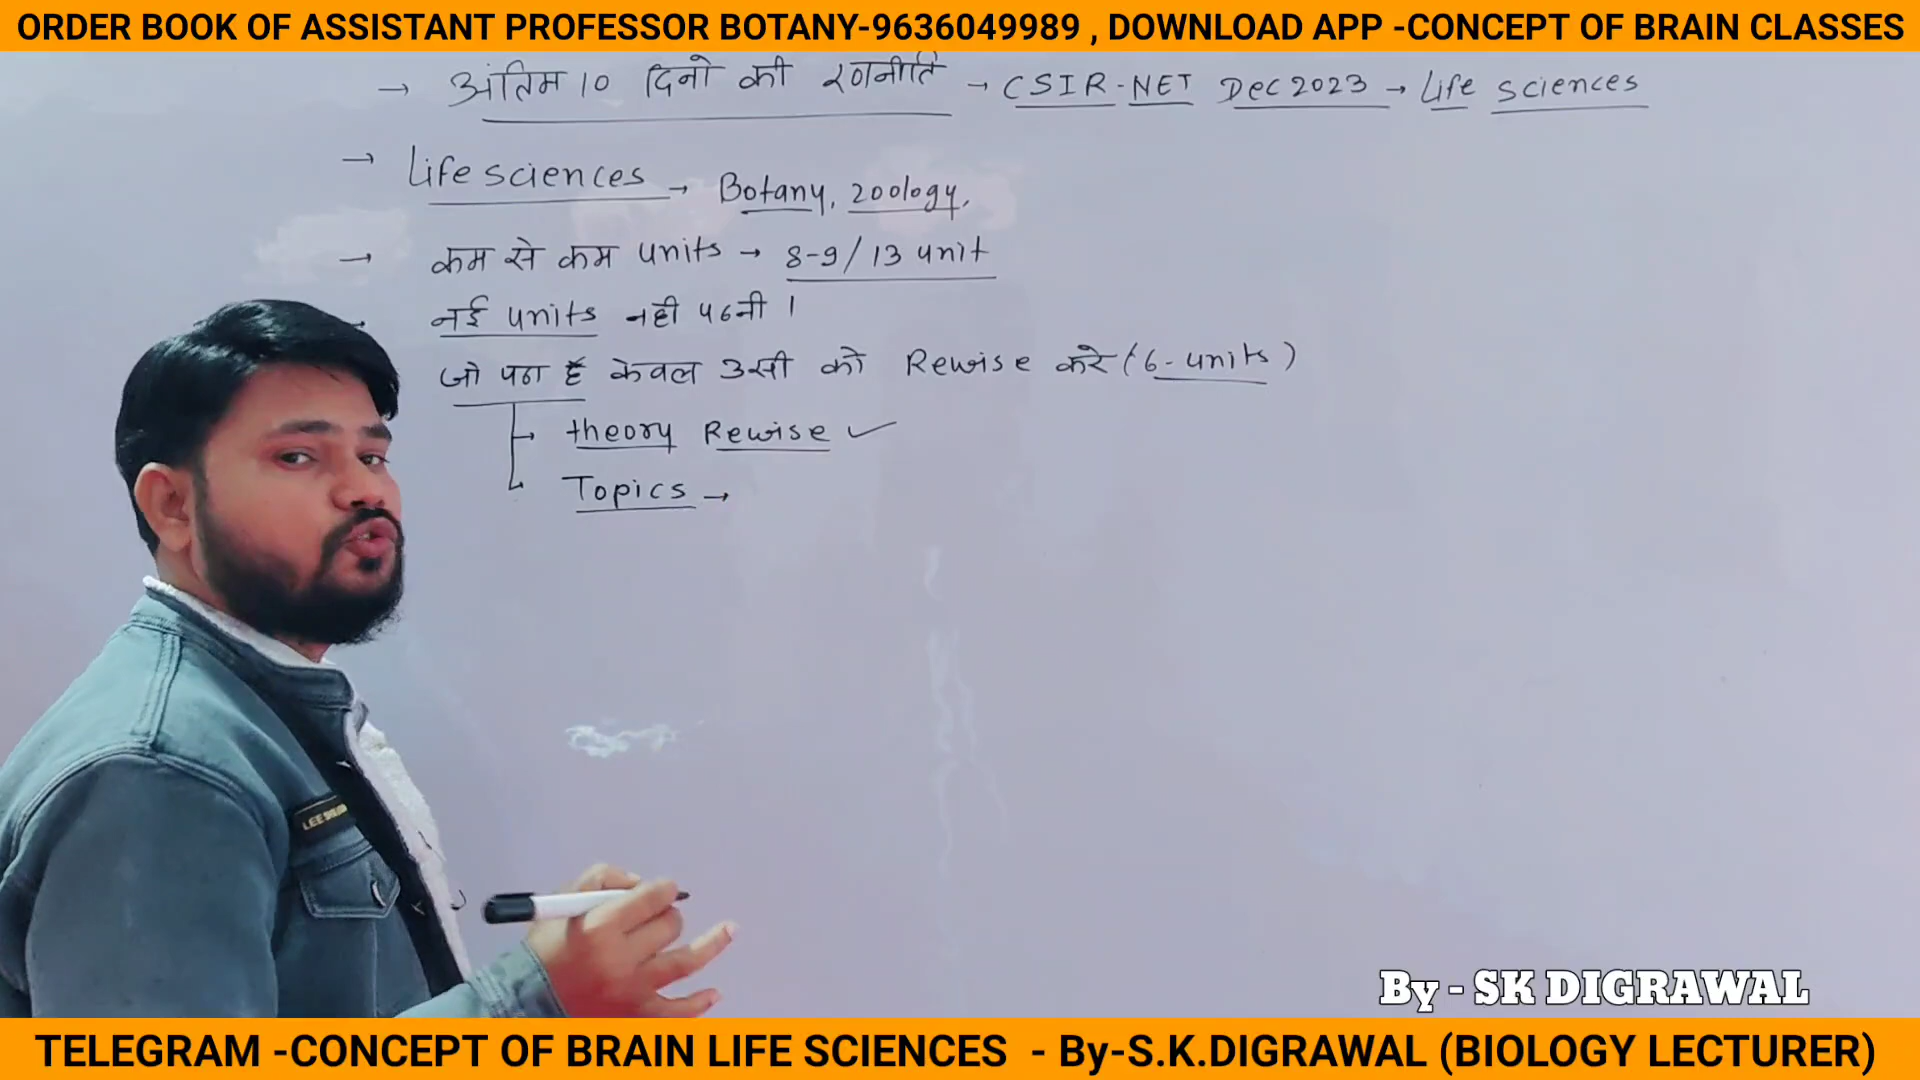 ORDER BOOK OF ASSISTANT PROFESSOR BOTANY-9636049989 , DOWNLOAD APP -CONCEPT OF BRAIN CLASSES
→ अंतिम 10 दिनो की रणनीति → CSIR-NET Dec 2023 → Life sciences
→ Life sciences → Botany, zoology,
→ कम से कम units → 8-9/13 unit
नई units नही पढनी ।
जो पढा है केवल उसी को Rewise करे (6-units)
theory Rewise ✓
Topics →
LEE
By - SK DIGRAWAL
TELEGRAM -CONCEPT OF BRAIN LIFE SCIENCES - By-S.K.DIGRAWAL (BIOLOGY LECTURER)